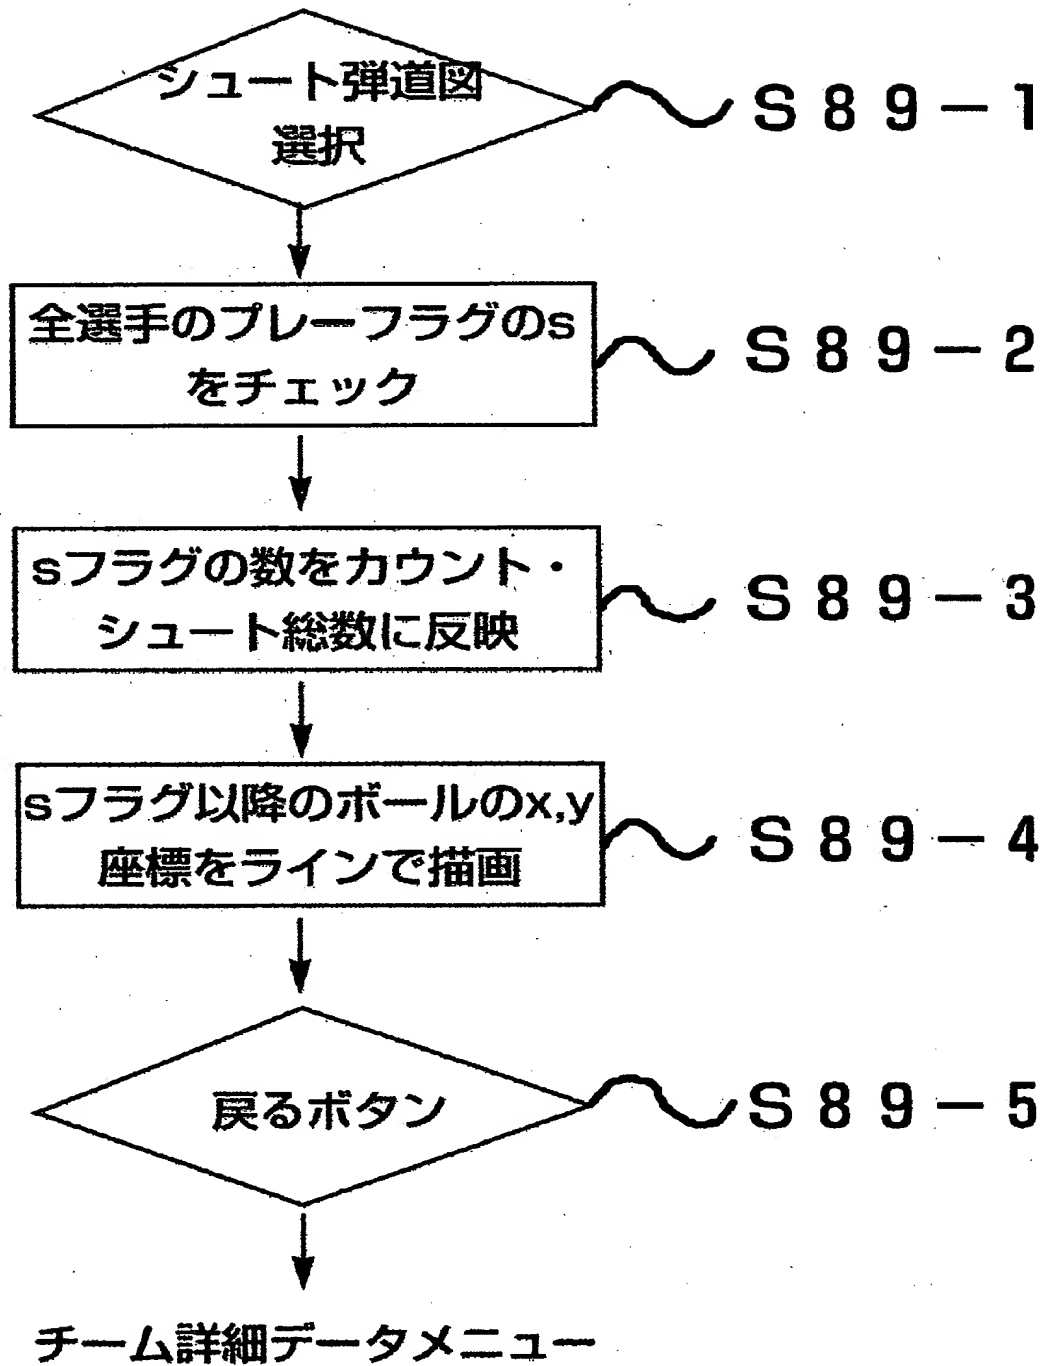 シュート弾道図
選択
S89-1
全選手のプレーフラグのs
をチェック
S89-2
sフラグの数をカウント・
シュート総数に反映
S89-3
sフラグ以降のボールのx,y
座標をラインで描画
S89-4
戻るボタン
S89-5
チーム詳細データメニュー